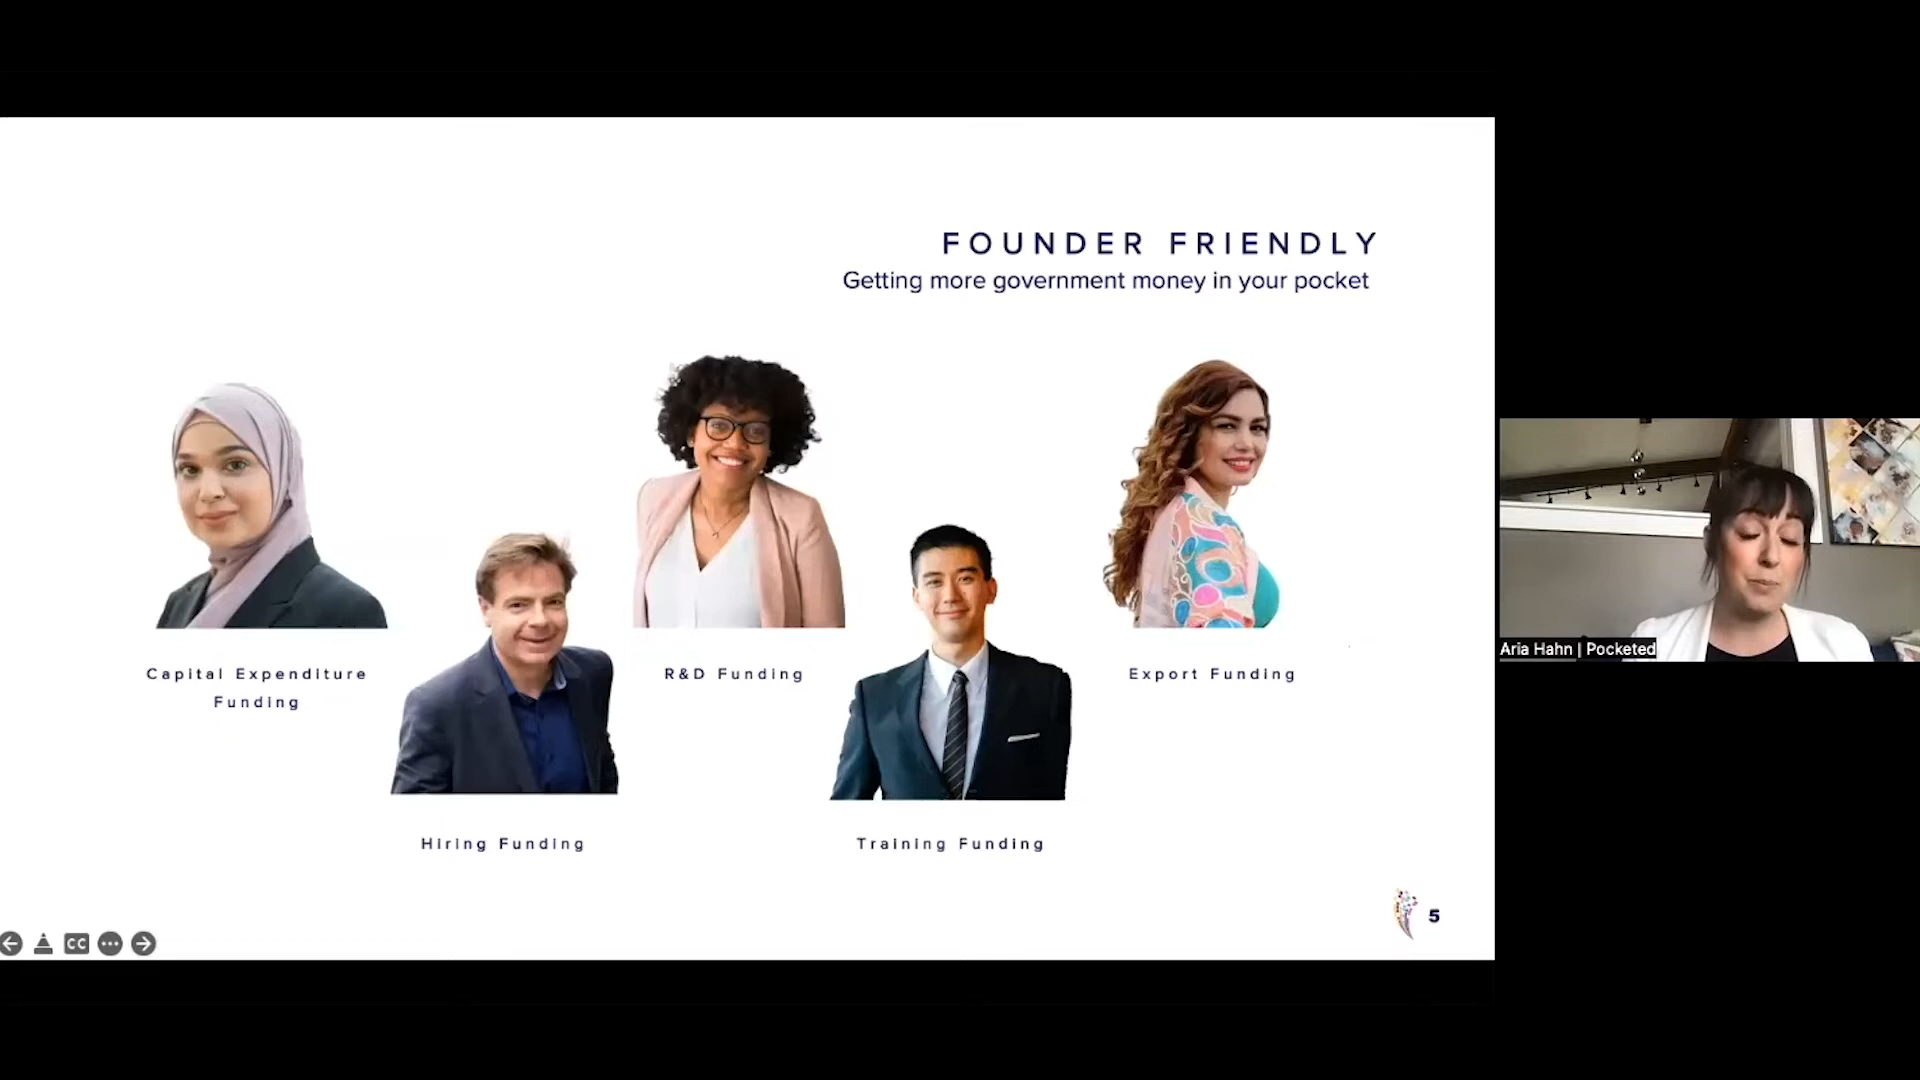 FOUNDER FRIENDLY
Getting more government money in your pocket
Capital Expenditure
Funding
R&D Funding
Export Funding
Hiring Funding
Training Funding
5
CC
Aria Hahn | Pocketed